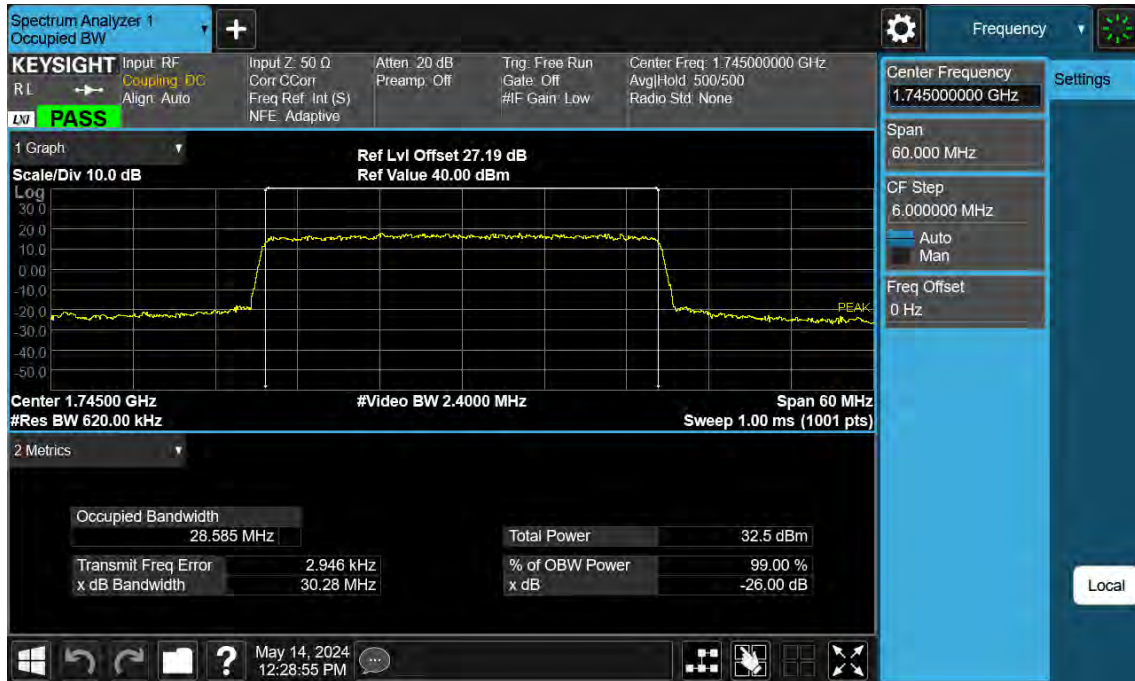 Spectrum Analyzer 1
Occupied BW
+
Frequency
KEYSIGHT
R L
LXI
PASS
Input: RF
Coupling: DC
Align: Auto
Input Z: 50 Ω
Corr CCorr
Freq Ref: Int (S)
NFE: Adaptive
Atten: 20 dB
Preamp: Off
Trig: Free Run
Gate: Off
#IF Gain: Low
Center Freq: 1.745000000 GHz
Avg|Hold: 500/500
Radio Std: None
Center Frequency
1.745000000 GHz
Settings
Span
60.000 MHz
CF Step
6.000000 MHz
Auto
Man
Freq Offset
0 Hz
Local
1 Graph
Scale/Div 10.0 dB
Ref Lvl Offset 27.19 dB
Ref Value 40.00 dBm
Log
30.0
20.0
10.0
0.00
-10.0
-20.0
-30.0
-40.0
-50.0
PEAK
Center 1.74500 GHz
#Video BW 2.4000 MHz
Span 60 MHz
#Res BW 620.00 kHz
Sweep 1.00 ms (1001 pts)
2 Metrics
Occupied Bandwidth
28.585 MHz
Total Power 32.5 dBm
Transmit Freq Error 2.946 kHz
% of OBW Power 99.00 %
x dB Bandwidth 30.28 MHz
x dB -26.00 dB
?
May 14, 2024
12:28:55 PM